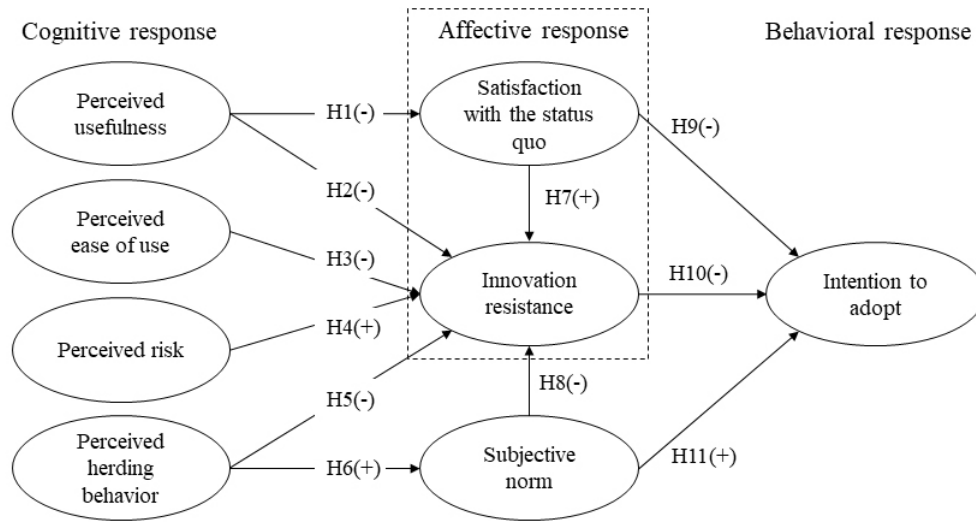 Cognitive response
Affective response
Behavioral response
Perceived
usefulness
H1(-)
Satisfaction
with the status
quo
H9(-)
H2(-)
H7(+)
Perceived
ease of use
H3(-)
Innovation
resistance
H10(-)
Intention to
adopt
H4(+)
Perceived risk
H5(-)
H8(-)
Perceived
herding
behavior
H6(+)
Subjective
norm
H11(+)